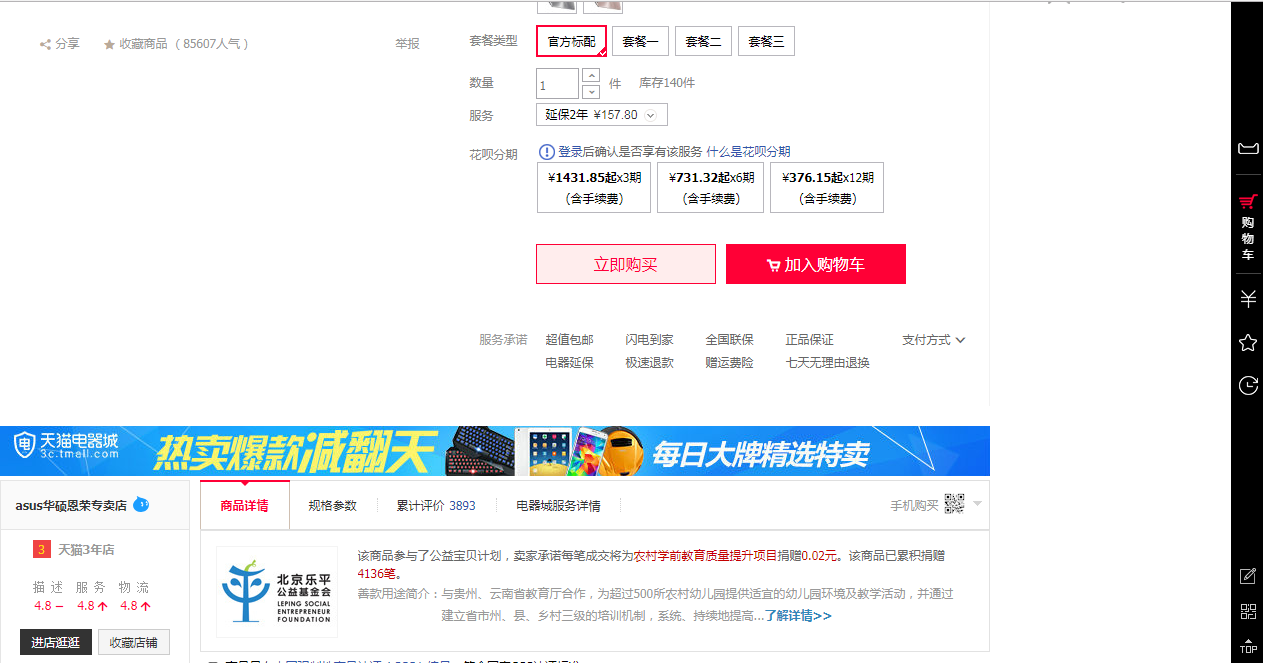 分享 收藏商品 （85607人气） 举报
套餐类型 官方标配 套餐一 套餐二 套餐三
数量 1 件 库存140件
服务 延保2年 ¥157.80
花呗分期 登录后确认是否享有该服务 什么是花呗分期
¥1431.85起x3期 ¥731.32起x6期 ¥376.15起x12期
(含手续费) (含手续费) (含手续费)
立即购买 加入购物车
服务承诺 超值包邮 闪电到家 全国联保 正品保证 支付方式
电器延保 极速退款 赠运费险 七天无理由退换
购物车
天猫电器城
3c.tmall.com
热卖爆款减翻天 每日大牌精选特卖
asus华硕恩荣专卖店
3 天猫3年店
描述 服务 物流
4.8 4.8 4.8
进店逛逛 收藏店铺
商品详情 规格参数 累计评价 3893 电器城服务详情 手机购买
北京乐平
公益基金会
LEPING SOCIAL
ENTREPRENEUR
FOUNDATION
该商品参与了公益宝贝计划，卖家承诺每笔成交将为农村学前教育质量提升项目捐赠0.02元。该商品已累积捐赠
4136笔。
善款用途简介：与贵州、云南省教育厅合作，为超过500所农村幼儿园提供适宜的幼儿园环境及教学活动，并通过
建立省市州、县、乡村三级的培训机制，系统、持续地提高...了解详情>>
TOP